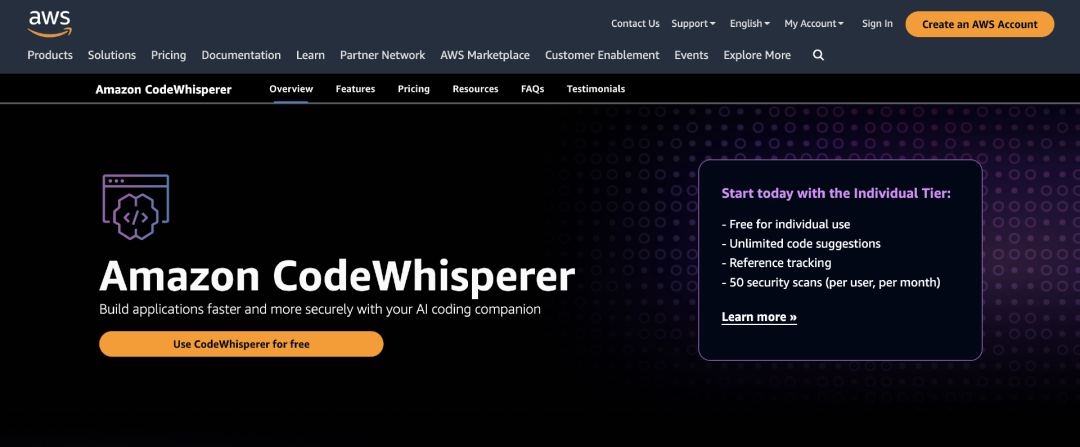 aws
Contact Us Support English My Account Sign In Create an AWS Account
Products Solutions Pricing Documentation Learn Partner Network AWS Marketplace Customer Enablement Events Explore More
Amazon CodeWhisperer Overview Features Pricing Resources FAQs Testimonials
</>
Amazon CodeWhisperer
Build applications faster and more securely with your AI coding companion
Use CodeWhisperer for free
Start today with the Individual Tier:
- Free for individual use
- Unlimited code suggestions
- Reference tracking
- 50 security scans (per user, per month)
Learn more »